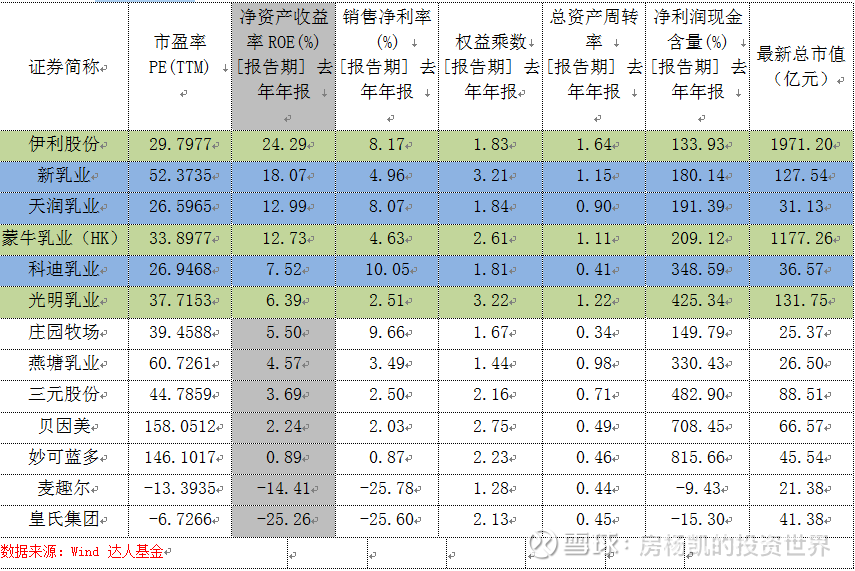 证券简称 市盈率 PE(TTM) 净资产收益率 ROE(%) [报告期] 去年年报 销售净利率(%) [报告期] 去年年报 权益乘数 [报告期] 去年年报 总资产周转率 [报告期] 去年年报 净利润现金含量(%) [报告期] 去年年报 最新总市值(亿元)
伊利股份 29.7977 24.29 8.17 1.83 1.64 133.93 1971.20
新乳业 52.3735 18.07 4.96 3.21 1.15 180.14 127.54
天润乳业 26.5965 12.99 8.07 1.84 0.90 191.39 31.13
蒙牛乳业（HK） 33.8977 12.73 4.63 2.61 1.11 209.12 1177.26
科迪乳业 26.9468 7.52 10.05 1.81 0.41 348.59 36.57
光明乳业 37.7153 6.39 2.51 3.22 1.22 425.34 131.75
庄园牧场 39.4588 5.50 9.66 1.67 0.34 149.79 25.37
燕塘乳业 60.7261 4.57 3.49 1.44 0.98 330.43 26.50
三元股份 44.7859 3.69 2.50 2.16 0.71 482.90 88.51
贝因美 158.0512 2.24 2.03 2.75 0.49 708.45 66.57
妙可蓝多 146.1017 0.89 0.87 2.23 0.46 815.66 45.54
麦趣尔 -13.3935 -14.41 -25.78 1.28 0.44 -9.43 21.38
皇氏集团 -6.7266 -25.26 -25.60 2.13 0.45 -15.30 41.38
数据来源：Wind 达人基金
雪球：房杨凯的投资世界